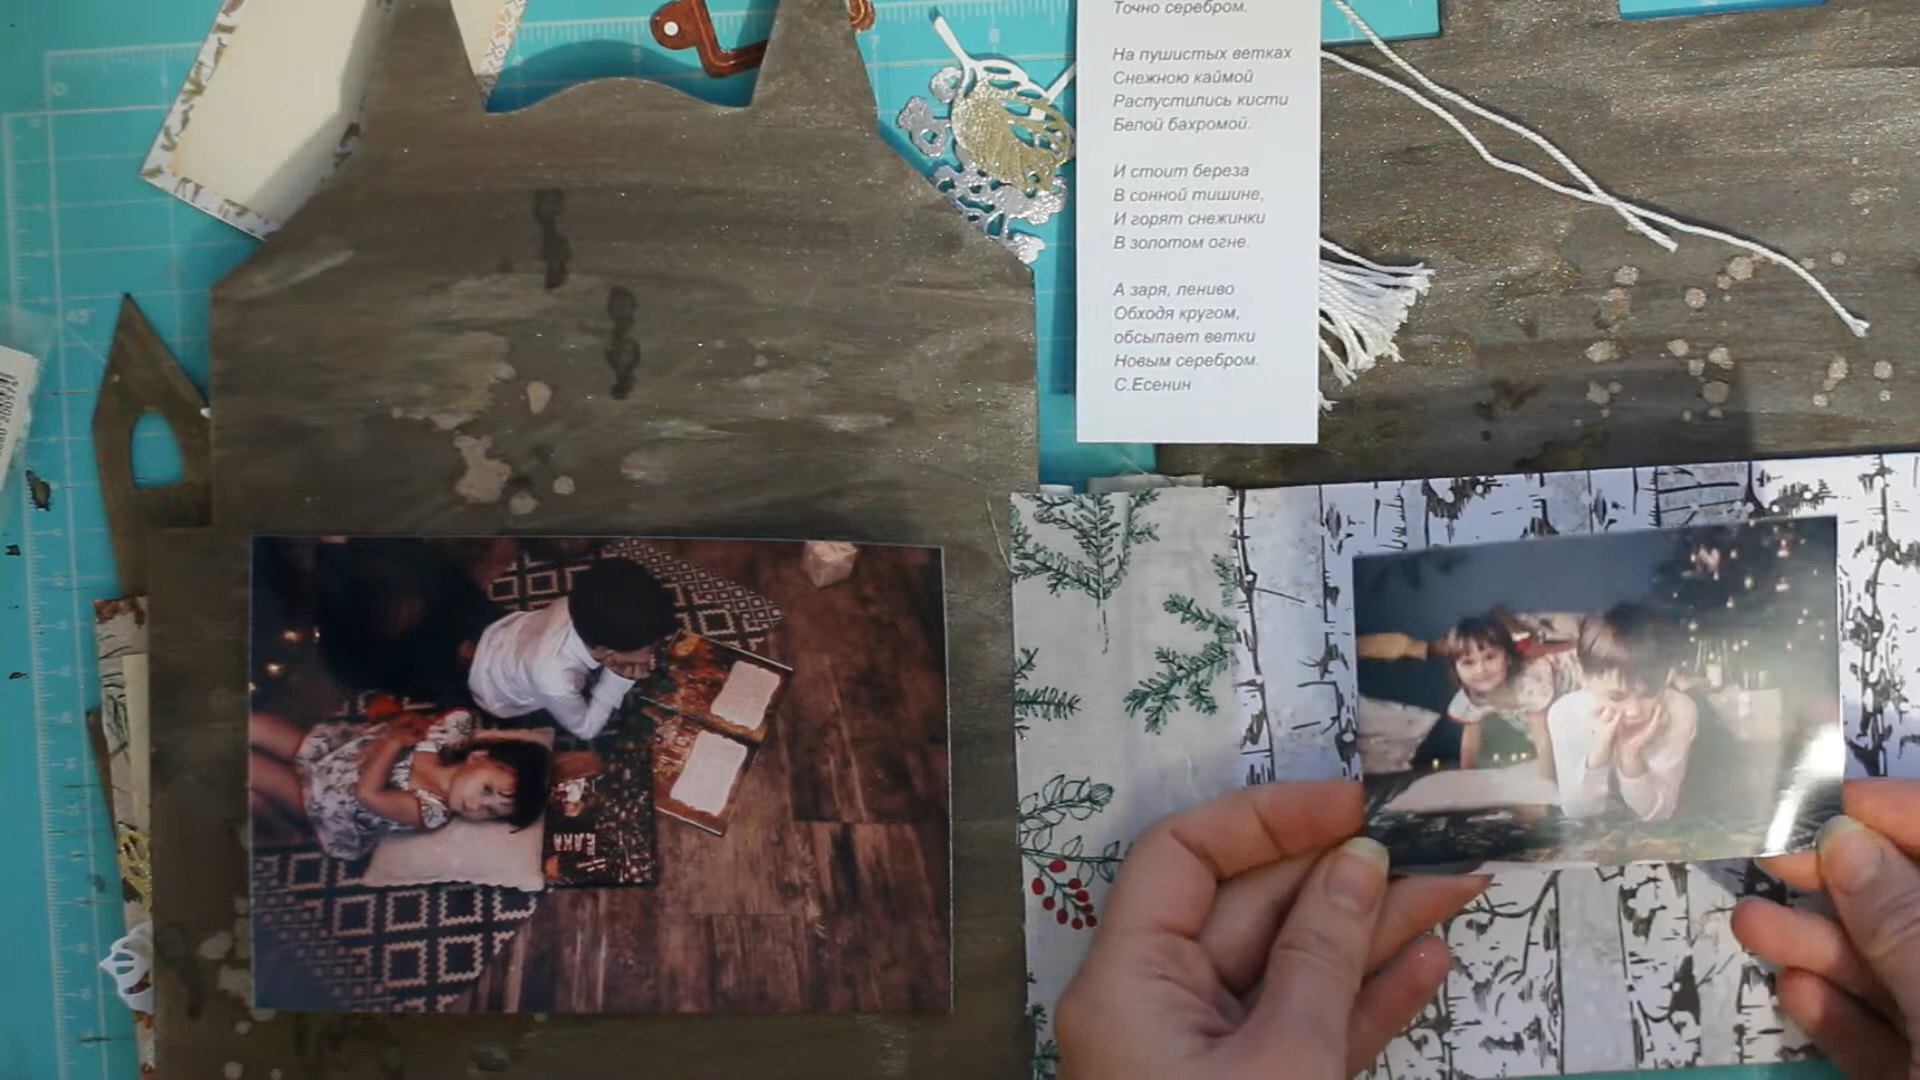 Точно серебром.
На пушистых ветках
Снежною каймой
Распустились кисти
Белой бахромой.
И стоит береза
В сонной тишине,
И горят снежинки
В золотом огне.
А заря, лениво
Обходя кругом,
обсыпает ветки
Новым серебром.
С.Есенин